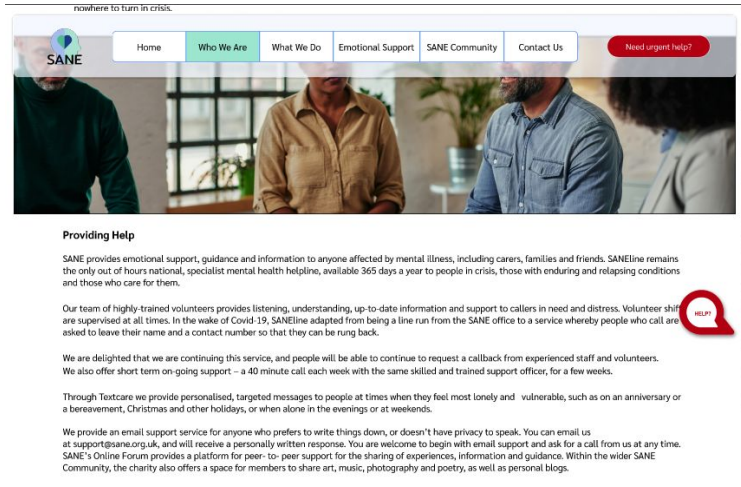 nowhere to turn in crisis.
SANE
Home
Who We Are
What We Do
Emotional Support
SANE Community
Contact Us
Need urgent help?
Providing Help
SANE provides emotional support, guidance and information to anyone affected by mental illness, including carers, families and friends. SANEline remains
the only out of hours national, specialist mental health helpline, available 365 days a year to people in crisis, those with enduring and relapsing conditions
and those who care for them.
Our team of highly-trained volunteers provides listening, understanding, up-to-date information and support to callers in need and distress. Volunteer shif
are supervised at all times. In the wake of Covid-19, SANEline adapted from being a line run from the SANE office to a service whereby people who call are
asked to leave their name and a contact number so that they can be rung back.
HELP?
We are delighted that we are continuing this service, and people will be able to continue to request a callback from experienced staff and volunteers.
We also offer short term on-going support – a 40 minute call each week with the same skilled and trained support officer, for a few weeks.
Through Textcare we provide personalised, targeted messages to people at times when they feel most lonely and vulnerable, such as on an anniversary or
a bereavement, Christmas and other holidays, or when alone in the evenings or at weekends.
We provide an email support service for anyone who prefers to write things down, or doesn't have privacy to speak. You can email us
at support@sane.org.uk, and will receive a personally written response. You are welcome to begin with email support and ask for a call from us at any time.
SANE's Online Forum provides a platform for peer- to- peer support for the sharing of experiences, information and guidance. Within the wider SANE
Community, the charity also offers a space for members to share art, music, photography and poetry, as well as personal blogs.